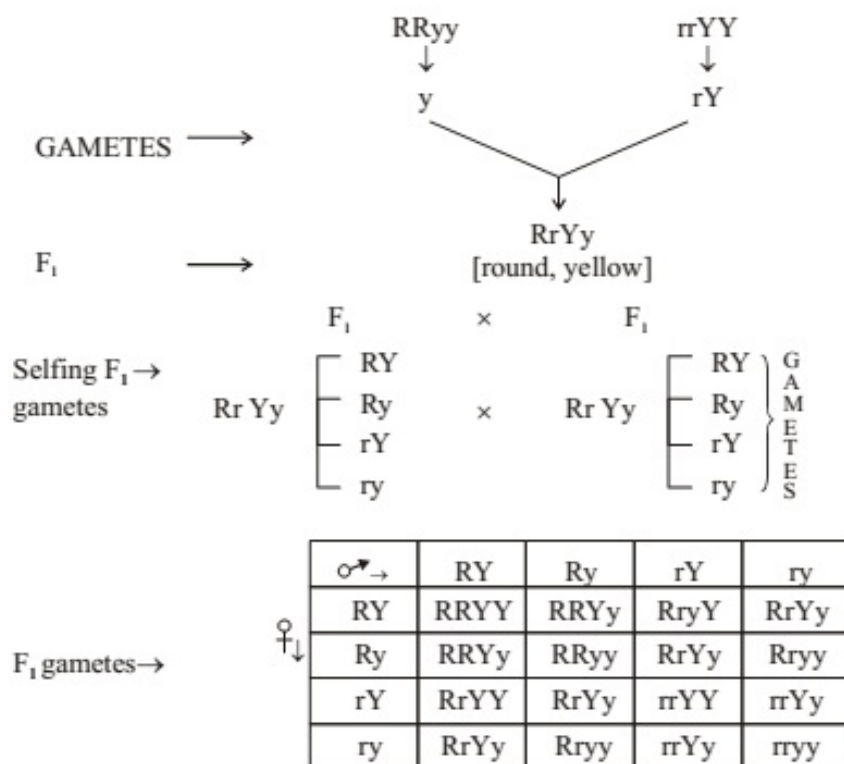 RRyy rrYY
↓ ↓
y rY
GAMETES →
RrYy
F₁ → [round, yellow]
F₁ × F₁
Selfing F₁→
gametes
Rr Yy RY Ry rY ry × Rr Yy RY Ry rY ry GAMETES
♂→ RY Ry rY ry
♀↓ RY RRYY RRYy RryY RrYy
F₁ gametes→ Ry RRYy RRyy RrYy Rryy
rY RrYY RrYy rrYY rrYy
ry RrYy Rryy rrYy rryy